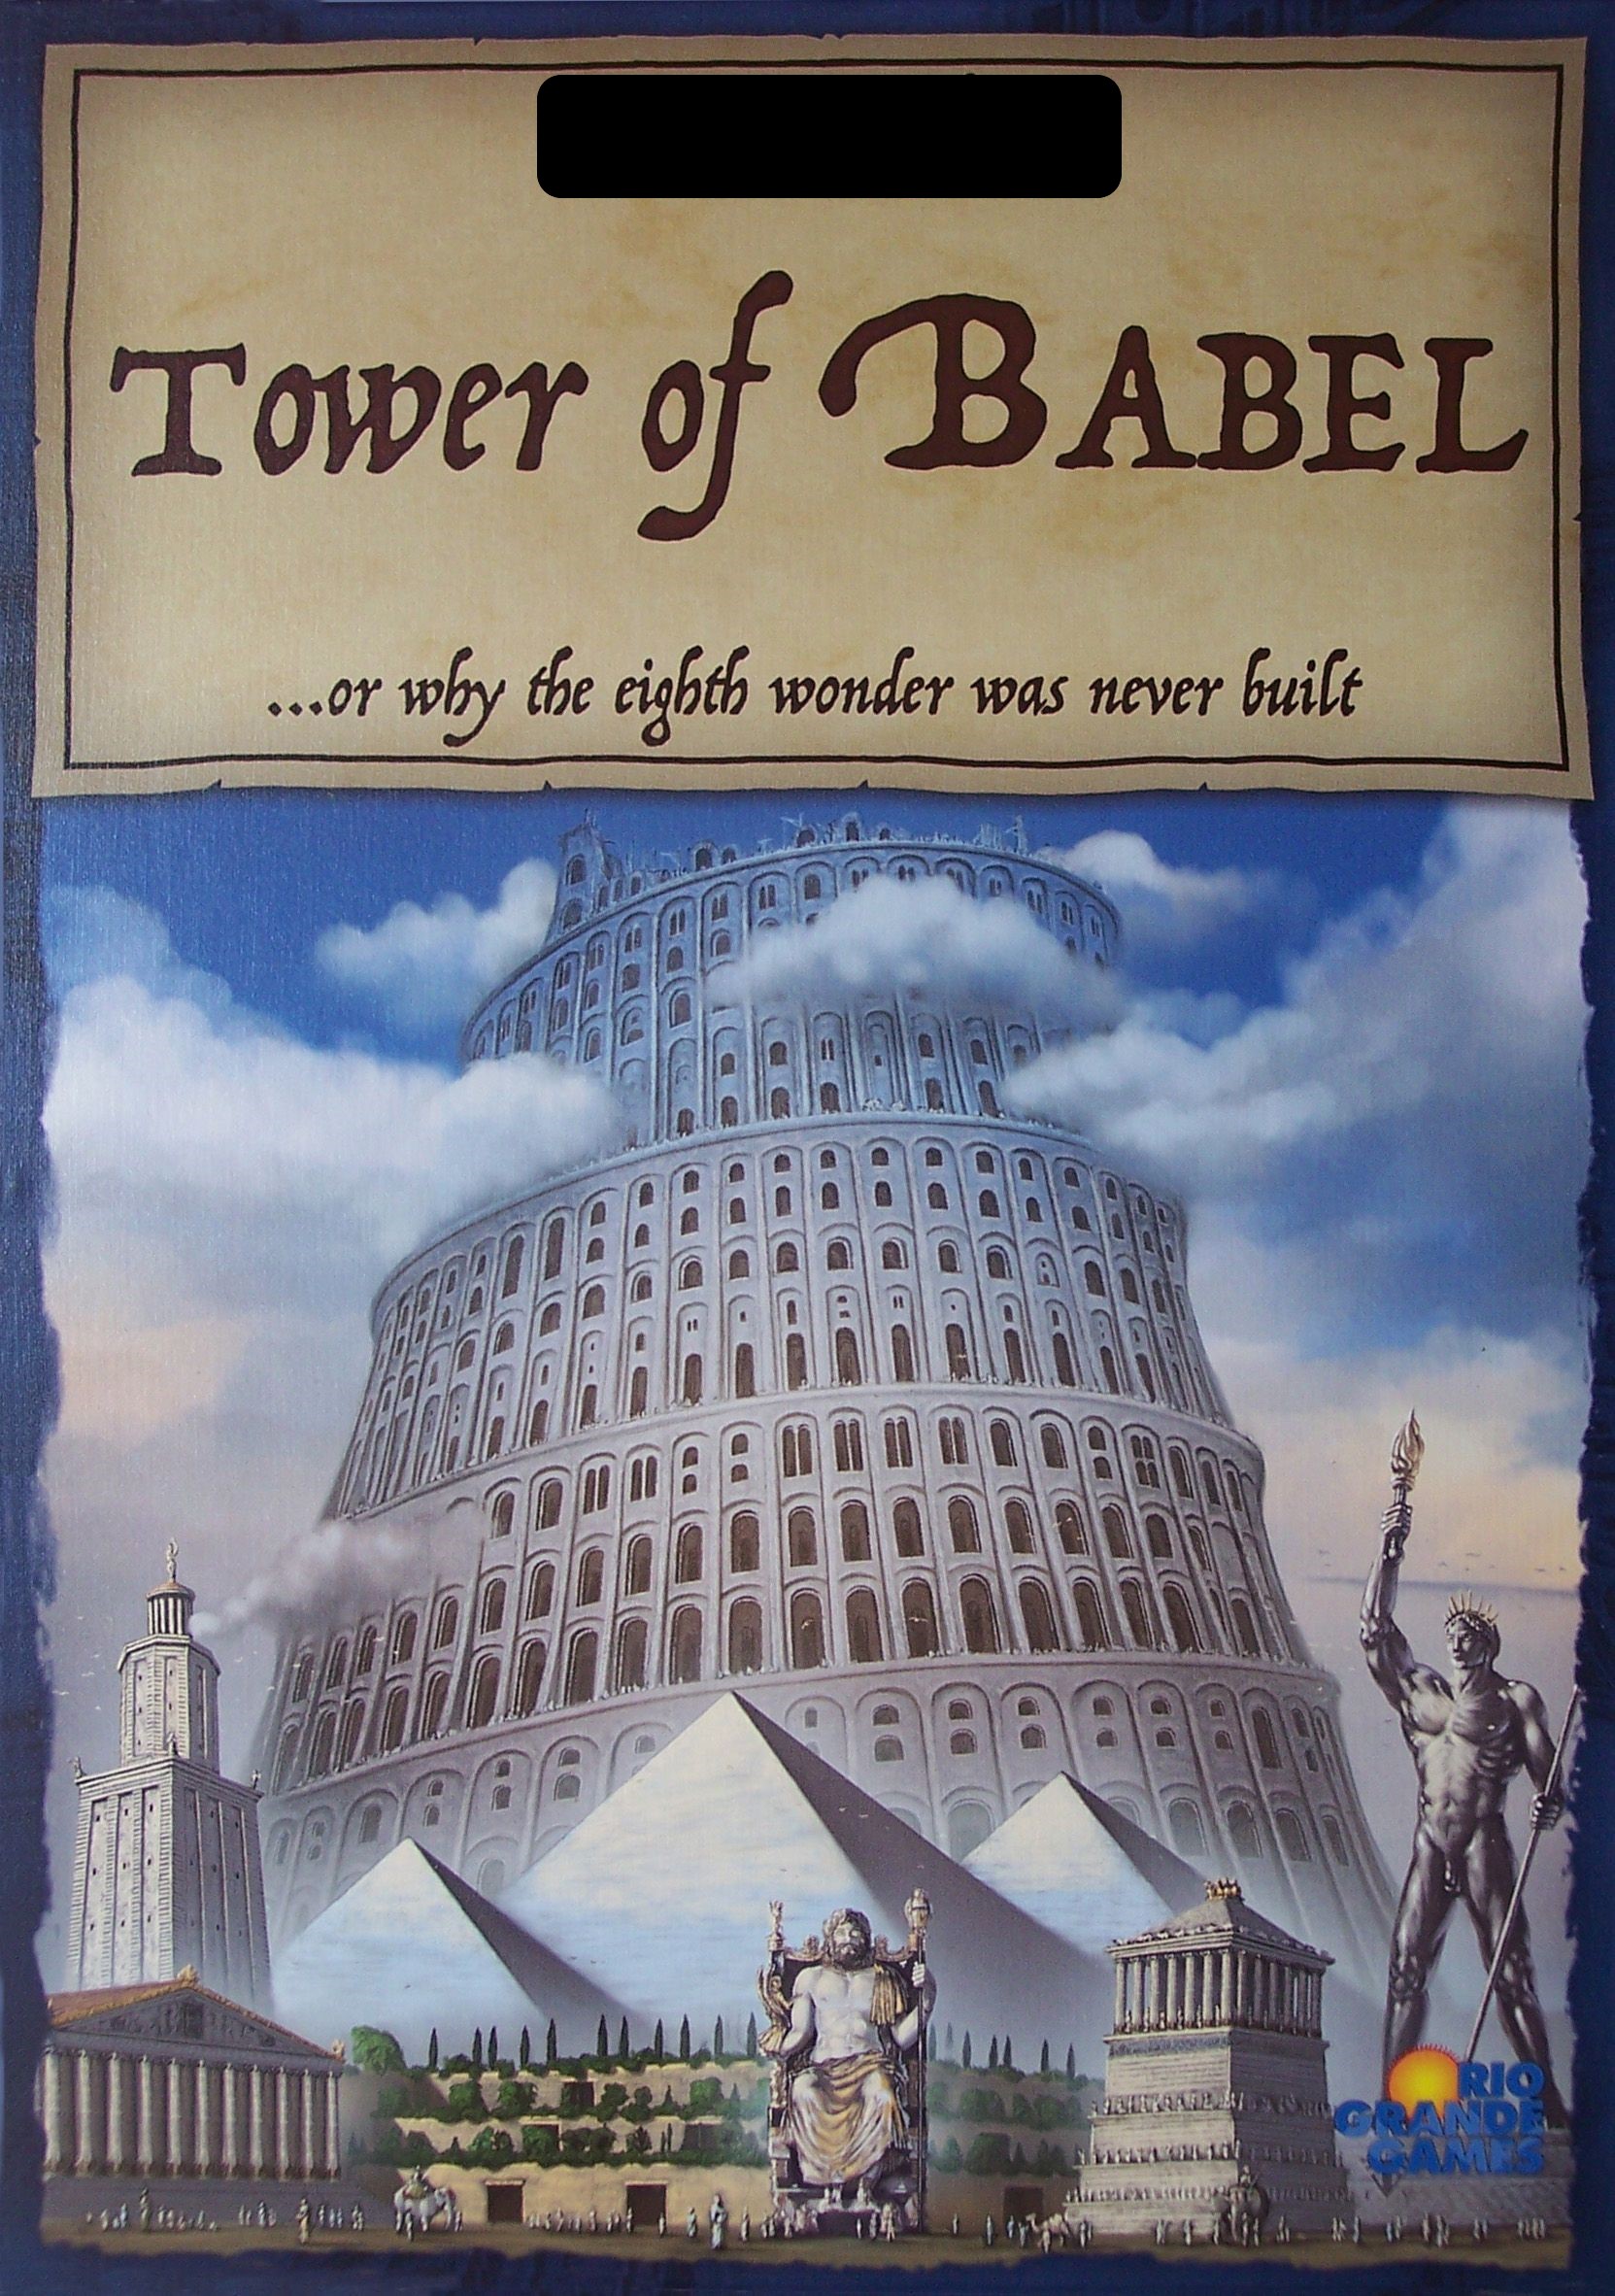 Tower of BABEL
...or why the eighth wonder was never built
RIO
GRANDE
GAMES